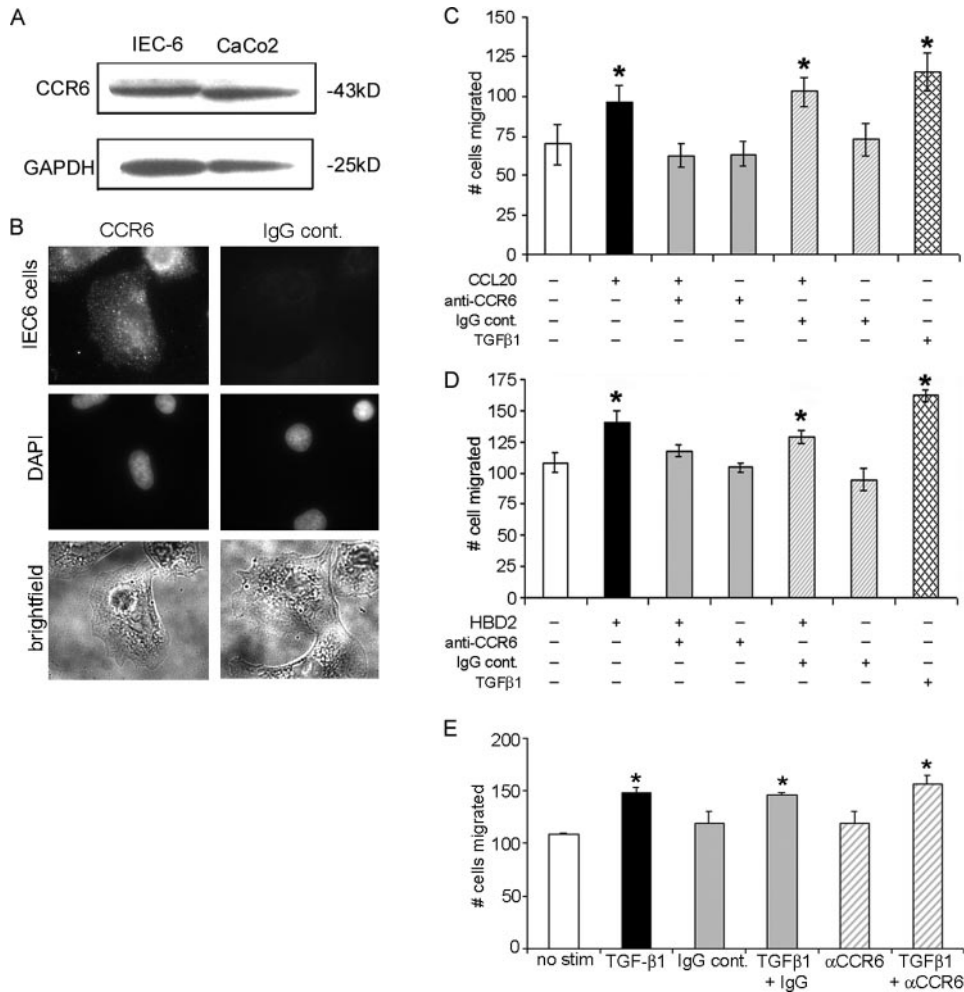 A
IEC-6 CaCo2
CCR6 -43kD
GAPDH -25kD
B
CCR6 IgG cont.
IEC6 cells
DAPI
brightfield
C
# cells migrated
150
125
100
75
50
25
0
* * *
CCL20 – + + – + – –
anti-CCR6 – – + + – – –
IgG cont. – – – – + + –
TGFβ1 – – – – – – +
D
# cell migrated
175
150
125
100
75
50
25
0
* * *
HBD2 – + + – + – –
anti-CCR6 – – + + – – –
IgG cont. – – – – + + –
TGFβ1 – – – – – – +
E
# cells migrated
200
150
100
50
0
* * *
no stim TGF-β1 IgG cont. TGFβ1 αCCR6 TGFβ1
+ IgG + αCCR6